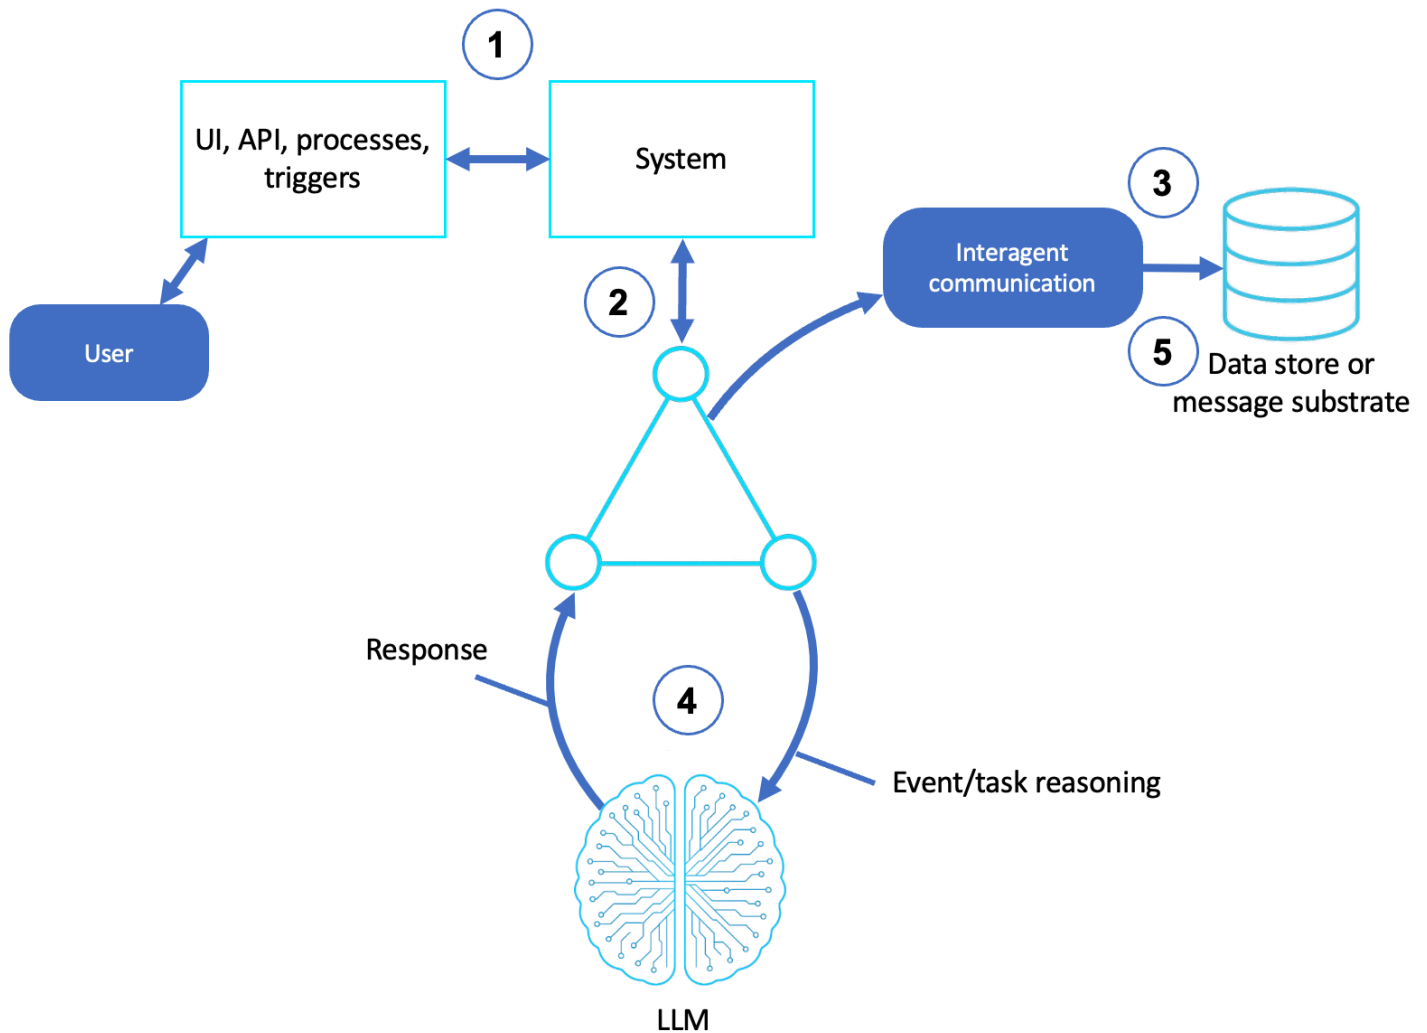 1
UI, API, processes,
triggers
System
User
2
3
Interagent
communication
5
Data store or
message substrate
Response
4
Event/task reasoning
LLM